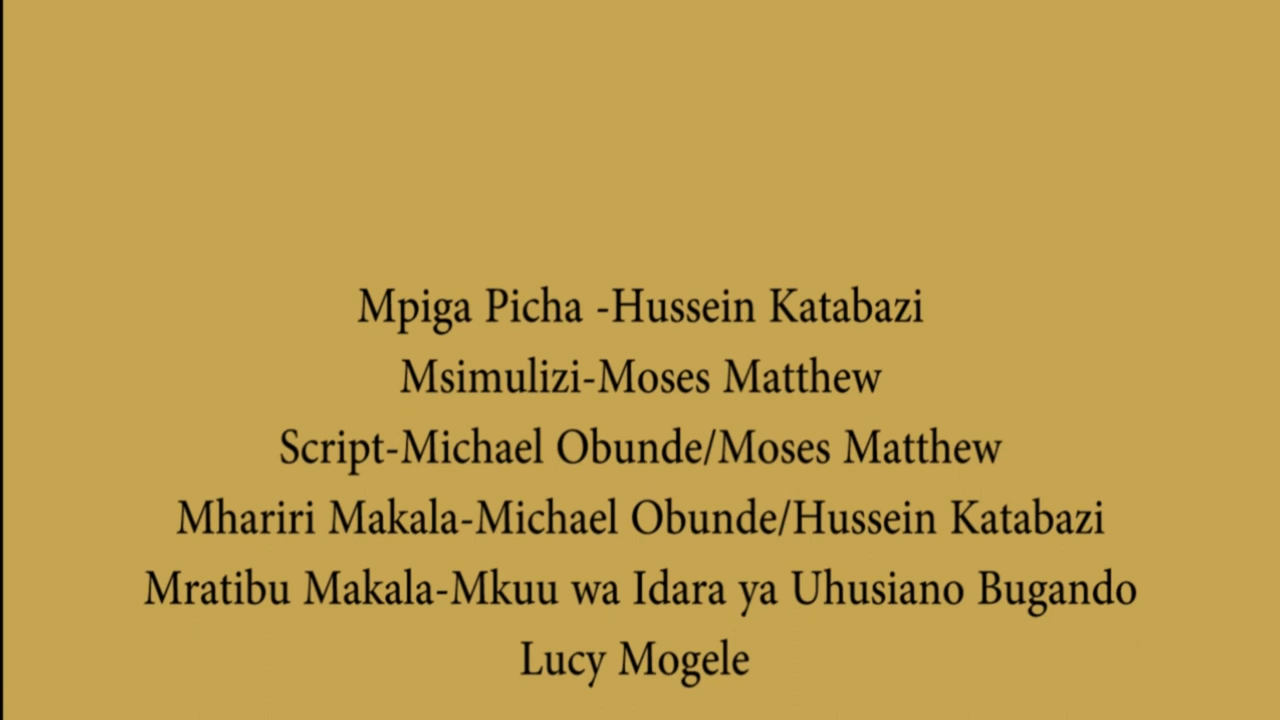 Mpiga Picha -Hussein Katabazi
Msimulizi-Moses Matthew
Script-Michael Obunde/Moses Matthew
Mhariri Makala-Michael Obunde/Hussein Katabazi
Mratibu Makala-Mkuu wa Idara ya Uhusiano Bugando
Lucy Mogele